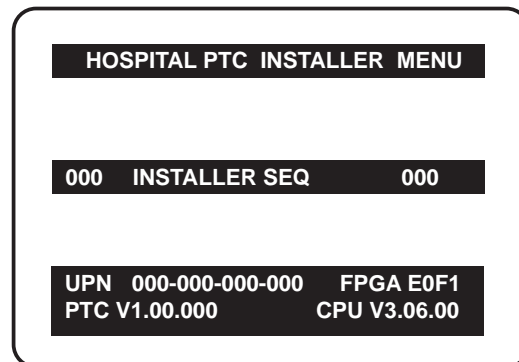 HOSPITAL PTC INSTALLER MENU
000 INSTALLER SEQ 000
UPN 000-000-000-000 FPGA E0F1
PTC V1.00.000 CPU V3.06.00